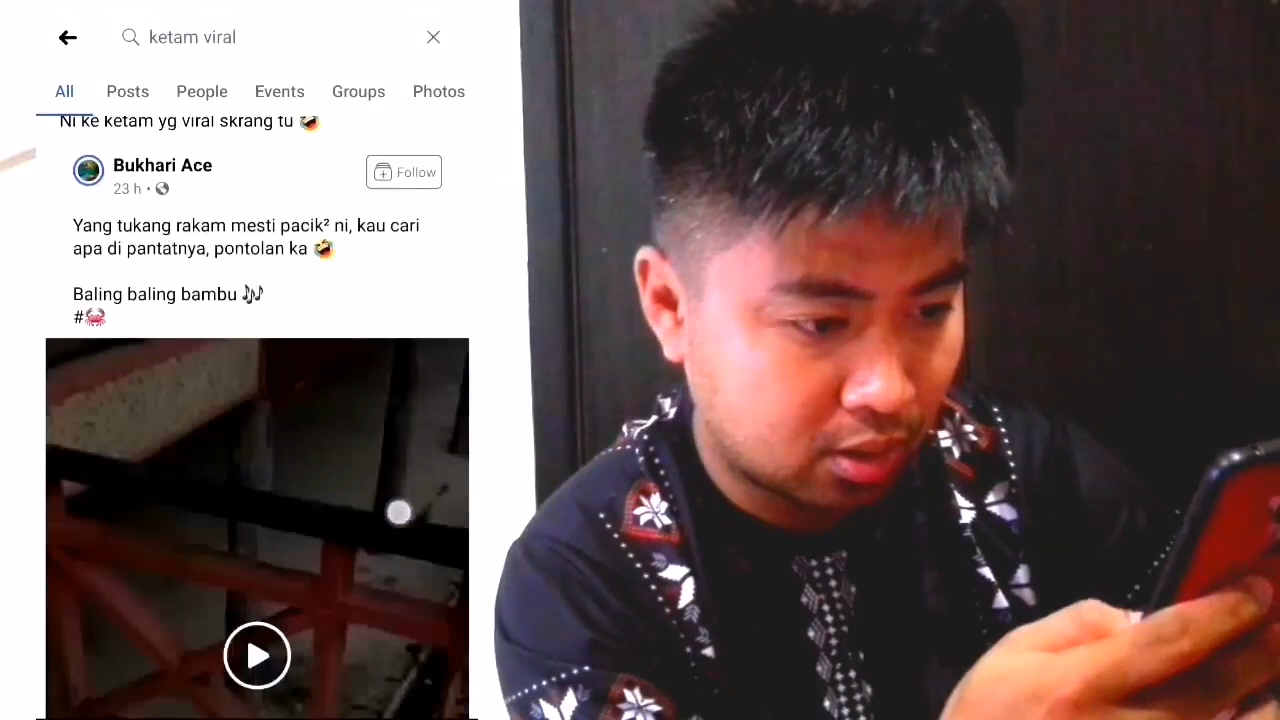 ketam viral
All Posts People Events Groups Photos
Ni ke ketam yg viral skrang tu 🤣
Bukhari Ace
Follow
23 h •
Yang tukang rakam mesti pacik² ni, kau cari
apa di pantatnya, pontolan ka 🤣
Baling baling bambu 🎶
#🦀